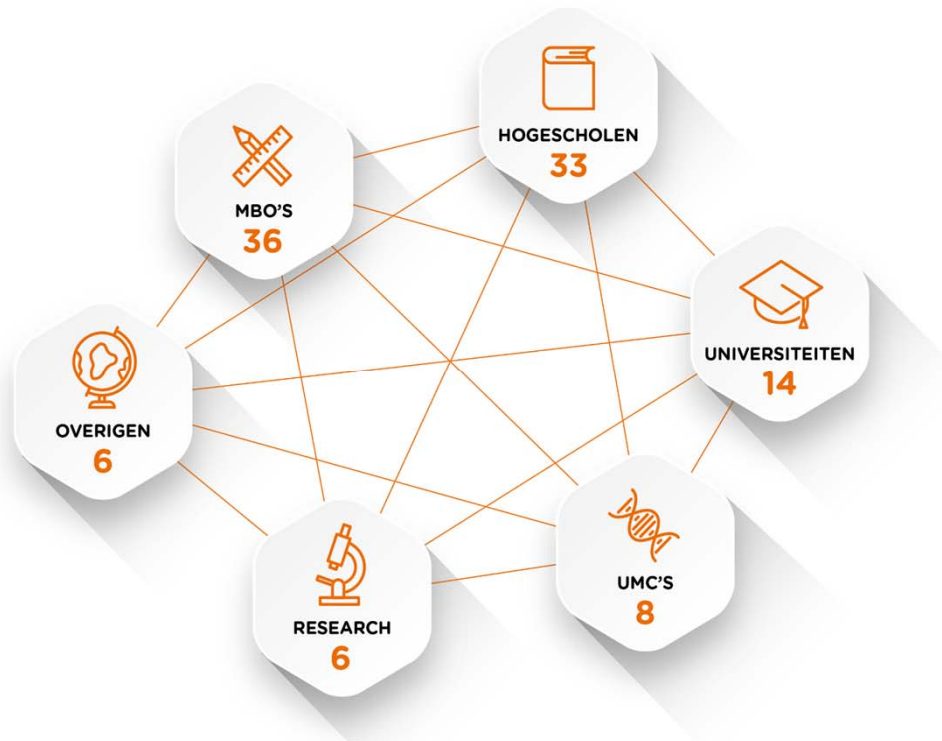 HOGESCHOLEN
33
MBO'S
36
UNIVERSITEITEN
14
OVERIGEN
6
UMC'S
8
RESEARCH
6